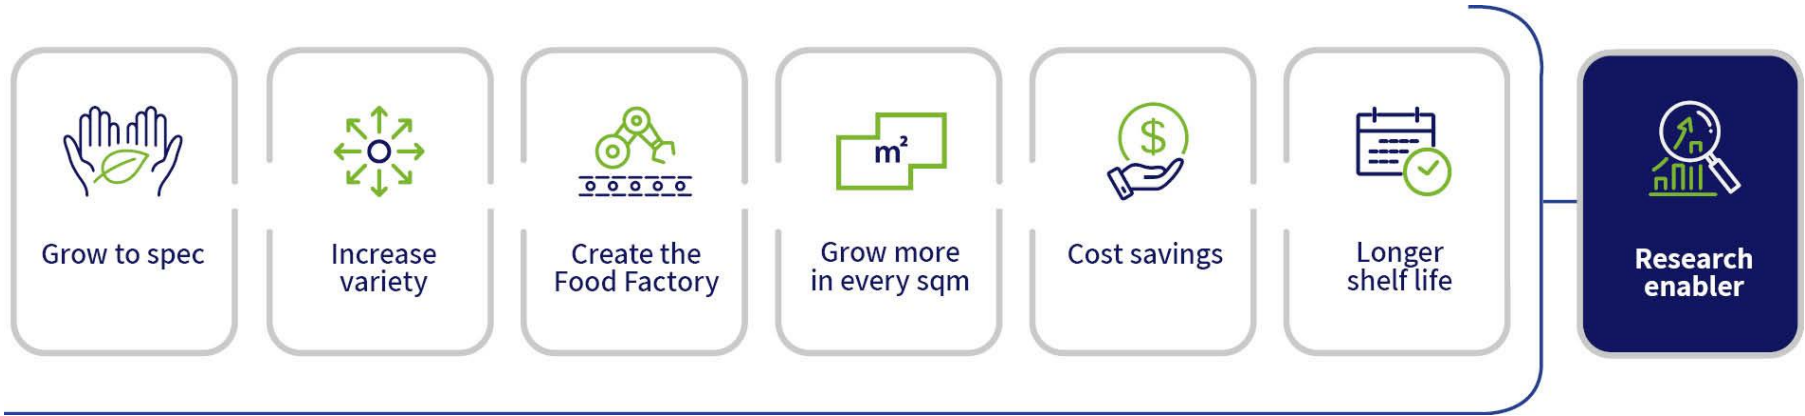 Grow to spec
Increase
variety
Create the
Food Factory
m²
Grow more
in every sqm
$
Cost savings
Longer
shelf life
Research
enabler